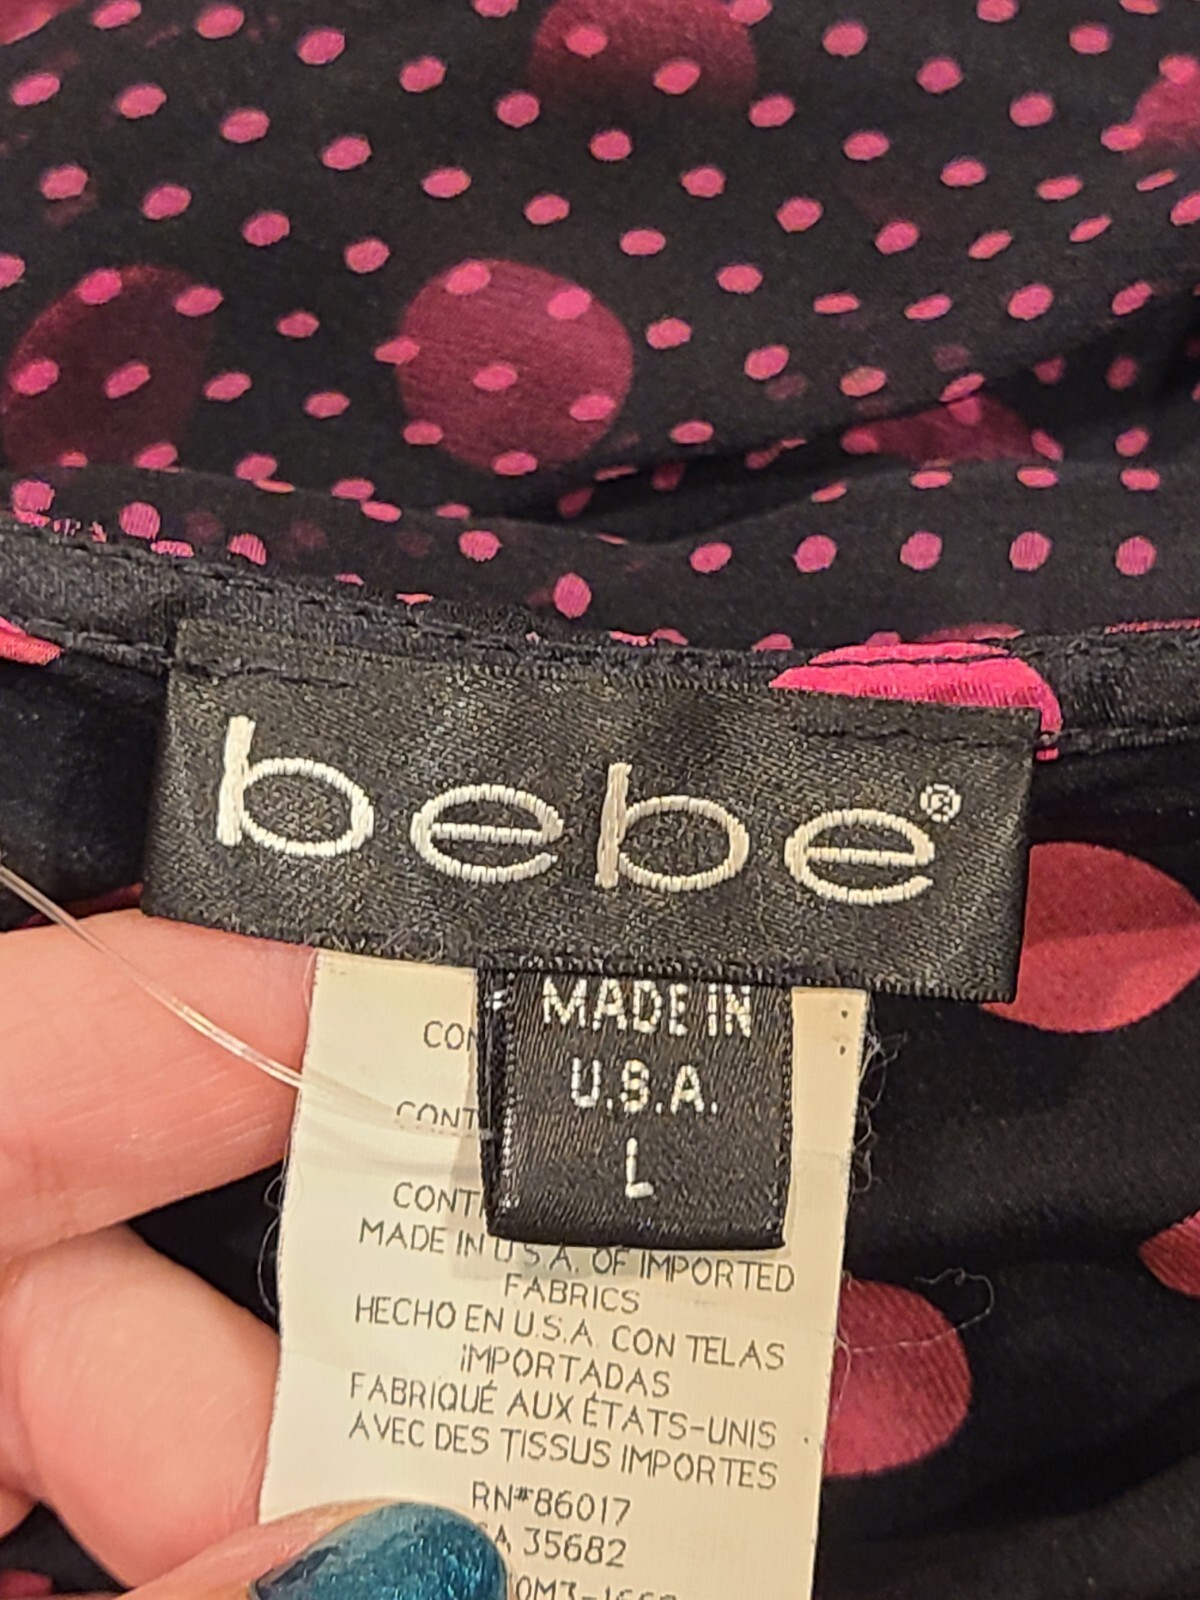 bebe®
MADE IN
U.S.A.
L
MADE IN U.S.A. OF IMPORTED
FABRICS
HECHO EN U.S.A. CON TELAS
iMPORTADAS
FABRIQUÉ AUX ÉTATS-UNIS
AVEC DES TISSUS IMPORTES
RN#86017
35682